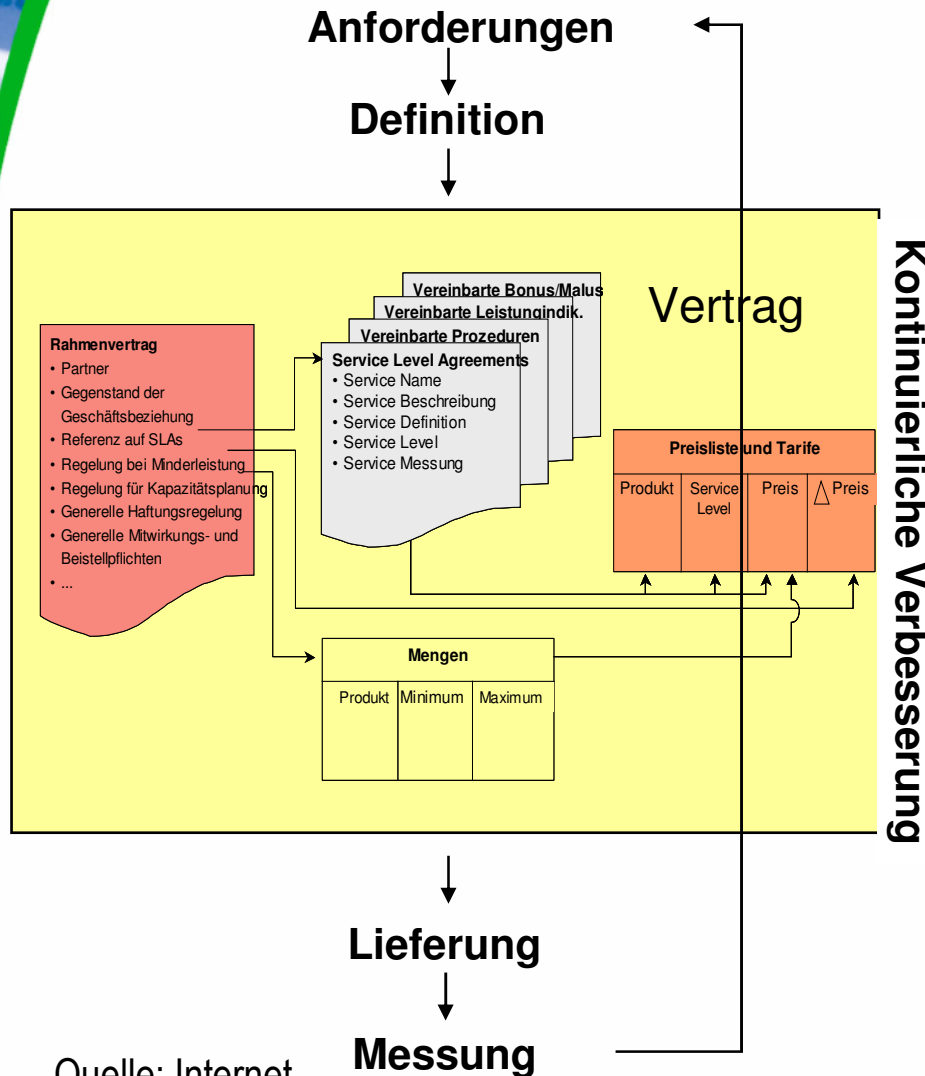 Anforderungen
Definition
Vertrag
Rahmenvertrag
• Partner
• Gegenstand der
Geschäftsbeziehung
• Referenz auf SLAs
• Regelung bei Minderleistung
• Regelung für Kapazitätsplanung
• Generelle Haftungsregelung
• Generelle Mitwirkungs- und
Beistellpflichten
• ...
Vereinbarte Bonus/Malus
Vereinbarte Leistungindik.
Vereinbarte Prozeduren
Service Level Agreements
• Service Name
• Service Beschreibung
• Service Definition
• Service Level
• Service Messung
Preisliste und Tarife
Produkt
Service
Level
Preis
△ Preis
Mengen
Produkt
Minimum
Maximum
Kontinuierliche Verbesserung
Lieferung
Messung
Quelle: Internet